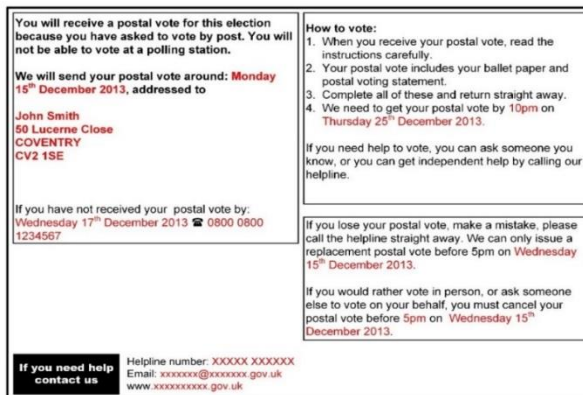 You will receive a postal vote for this election
because you have asked to vote by post. You will
not be able to vote at a polling station.
We will send your postal vote around: Monday
15th December 2013, addressed to
John Smith
50 Lucerne Close
COVENTRY
CV2 1SE
If you have not received your postal vote by:
Wednesday 17th December 2013 ☎ 0800 0800
1234567
How to vote:
1. When you receive your postal vote, read the
instructions carefully.
2. Your postal vote includes your ballot paper and
postal voting statement.
3. Complete all of these and return straight away.
4. We need to get your postal vote by 10pm on
Thursday 25th December 2013.
If you need help to vote, you can ask someone you
know, or you can get independent help by calling our
helpline.
If you lose your postal vote, make a mistake, please
call the helpline straight away. We can only issue a
replacement postal vote before 5pm on Wednesday
15th December 2013.
If you would rather vote in person, or ask someone
else to vote on your behalf, you must cancel your
postal vote before 5pm on Wednesday 15th
December 2013.
If you need help
contact us
Helpline number: XXXXX XXXXXX
Email: xxxxxxx@xxxxxxx.gov.uk
www.xxxxxxxxxx.gov.uk